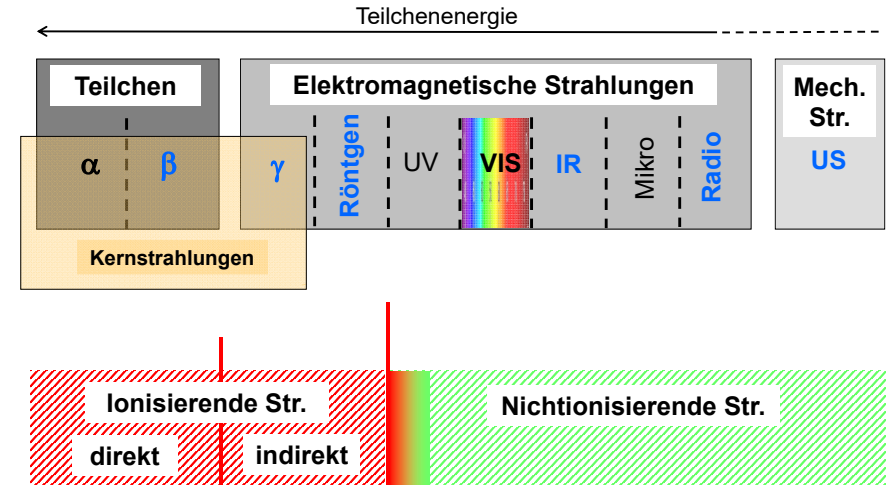 Teilchenenergie
Teilchen
Elektromagnetische Strahlungen
Mech.
Str.
α
β
γ
Röntgen
UV
VIS
IR
Mikro
Radio
US
Kernstrahlungen
Ionisierende Str.
Nichtionisierende Str.
direkt
indirekt